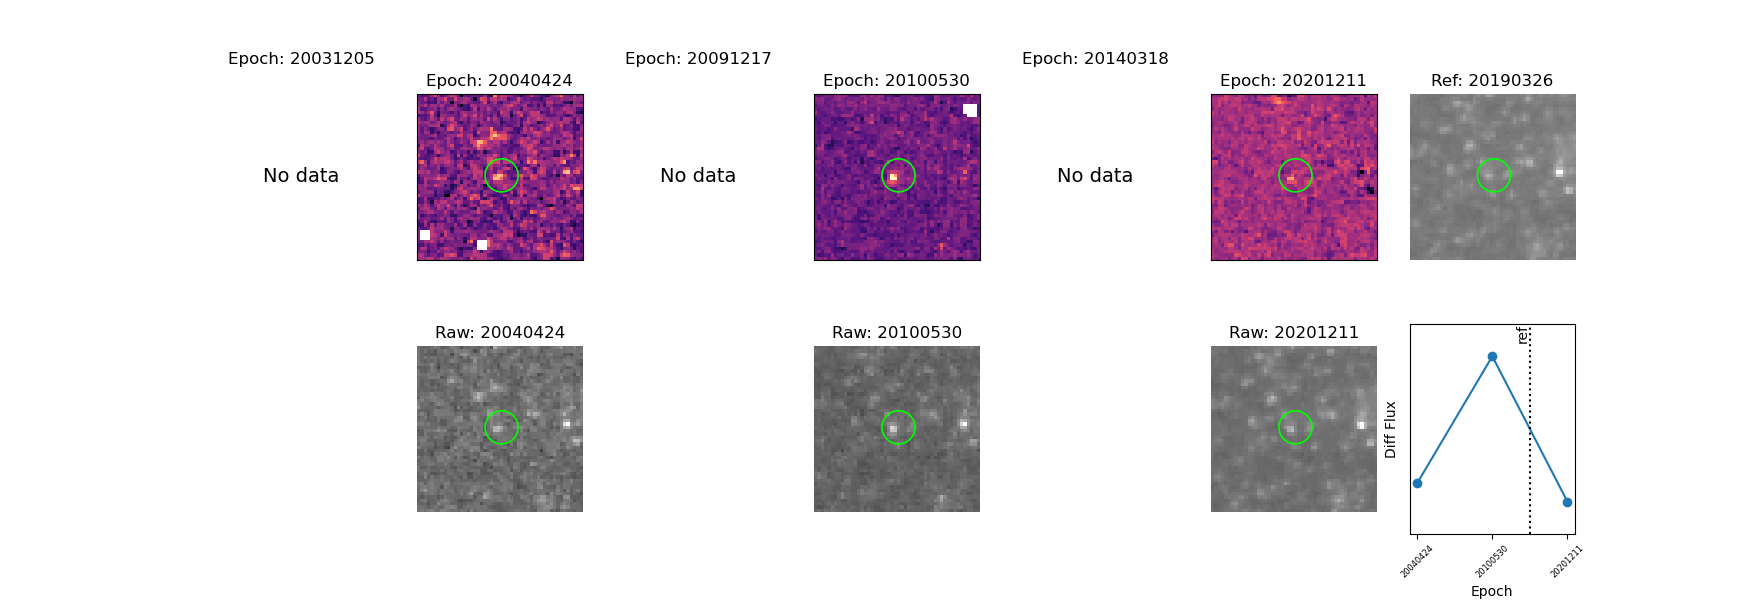 Epoch: 20031205
Epoch: 20091217
Epoch: 20140318
Epoch: 20040424
Epoch: 20100530
Epoch: 20201211
Ref: 20190326
No data
No data
No data
Raw: 20040424
Raw: 20100530
Raw: 20201211
ref
Diff Flux
20040424
20100530
20201211
Epoch